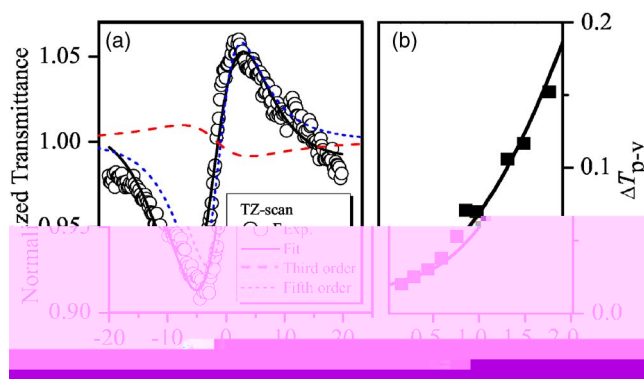 (a)
(b)
1.05
1.00
0.95
0.90
Normalized Transmittance
TZ-scan
Exp.
Fit
Third order
Fifth order
-20
-10
0
10
20
0.2
0.1
0.0
ΔTp-v
0.5
1.0
1.5
2.0